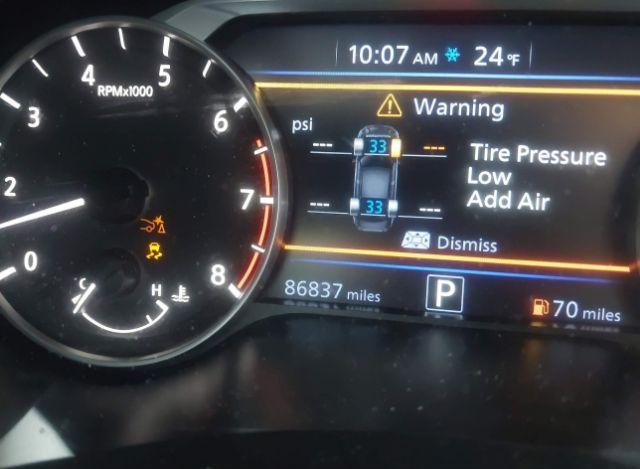 10:07 AM 24°F
Warning
psi
--- 33 ---
Tire Pressure
Low
Add Air
--- 33 ---
Dismiss
86837 miles P 70 miles
RPMx1000
0 2 3 4 5 6 7 8
C H